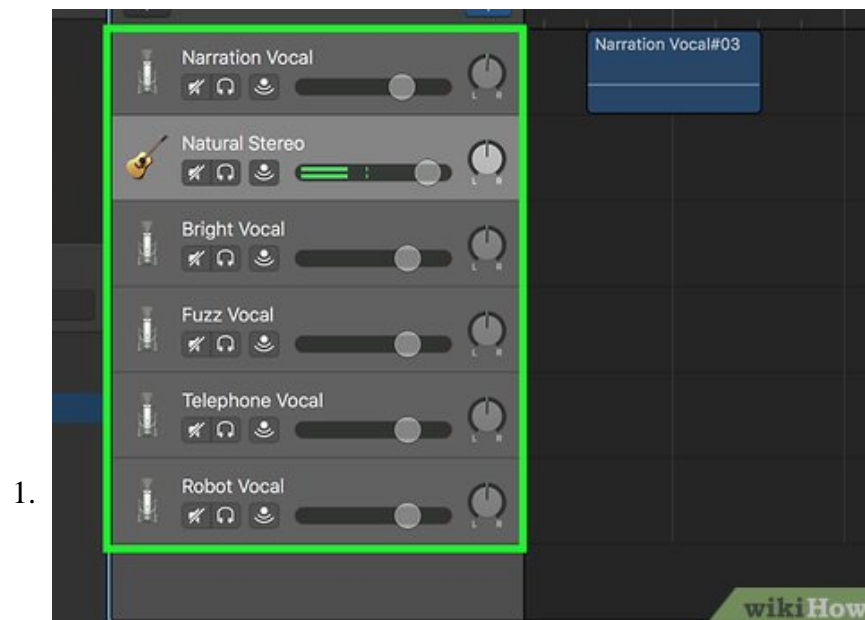 Narration Vocal
L R
Narration Vocal#03
Natural Stereo
L R
Bright Vocal
L R
Fuzz Vocal
L R
Telephone Vocal
L R
1.
Robot Vocal
L R
wikiHow